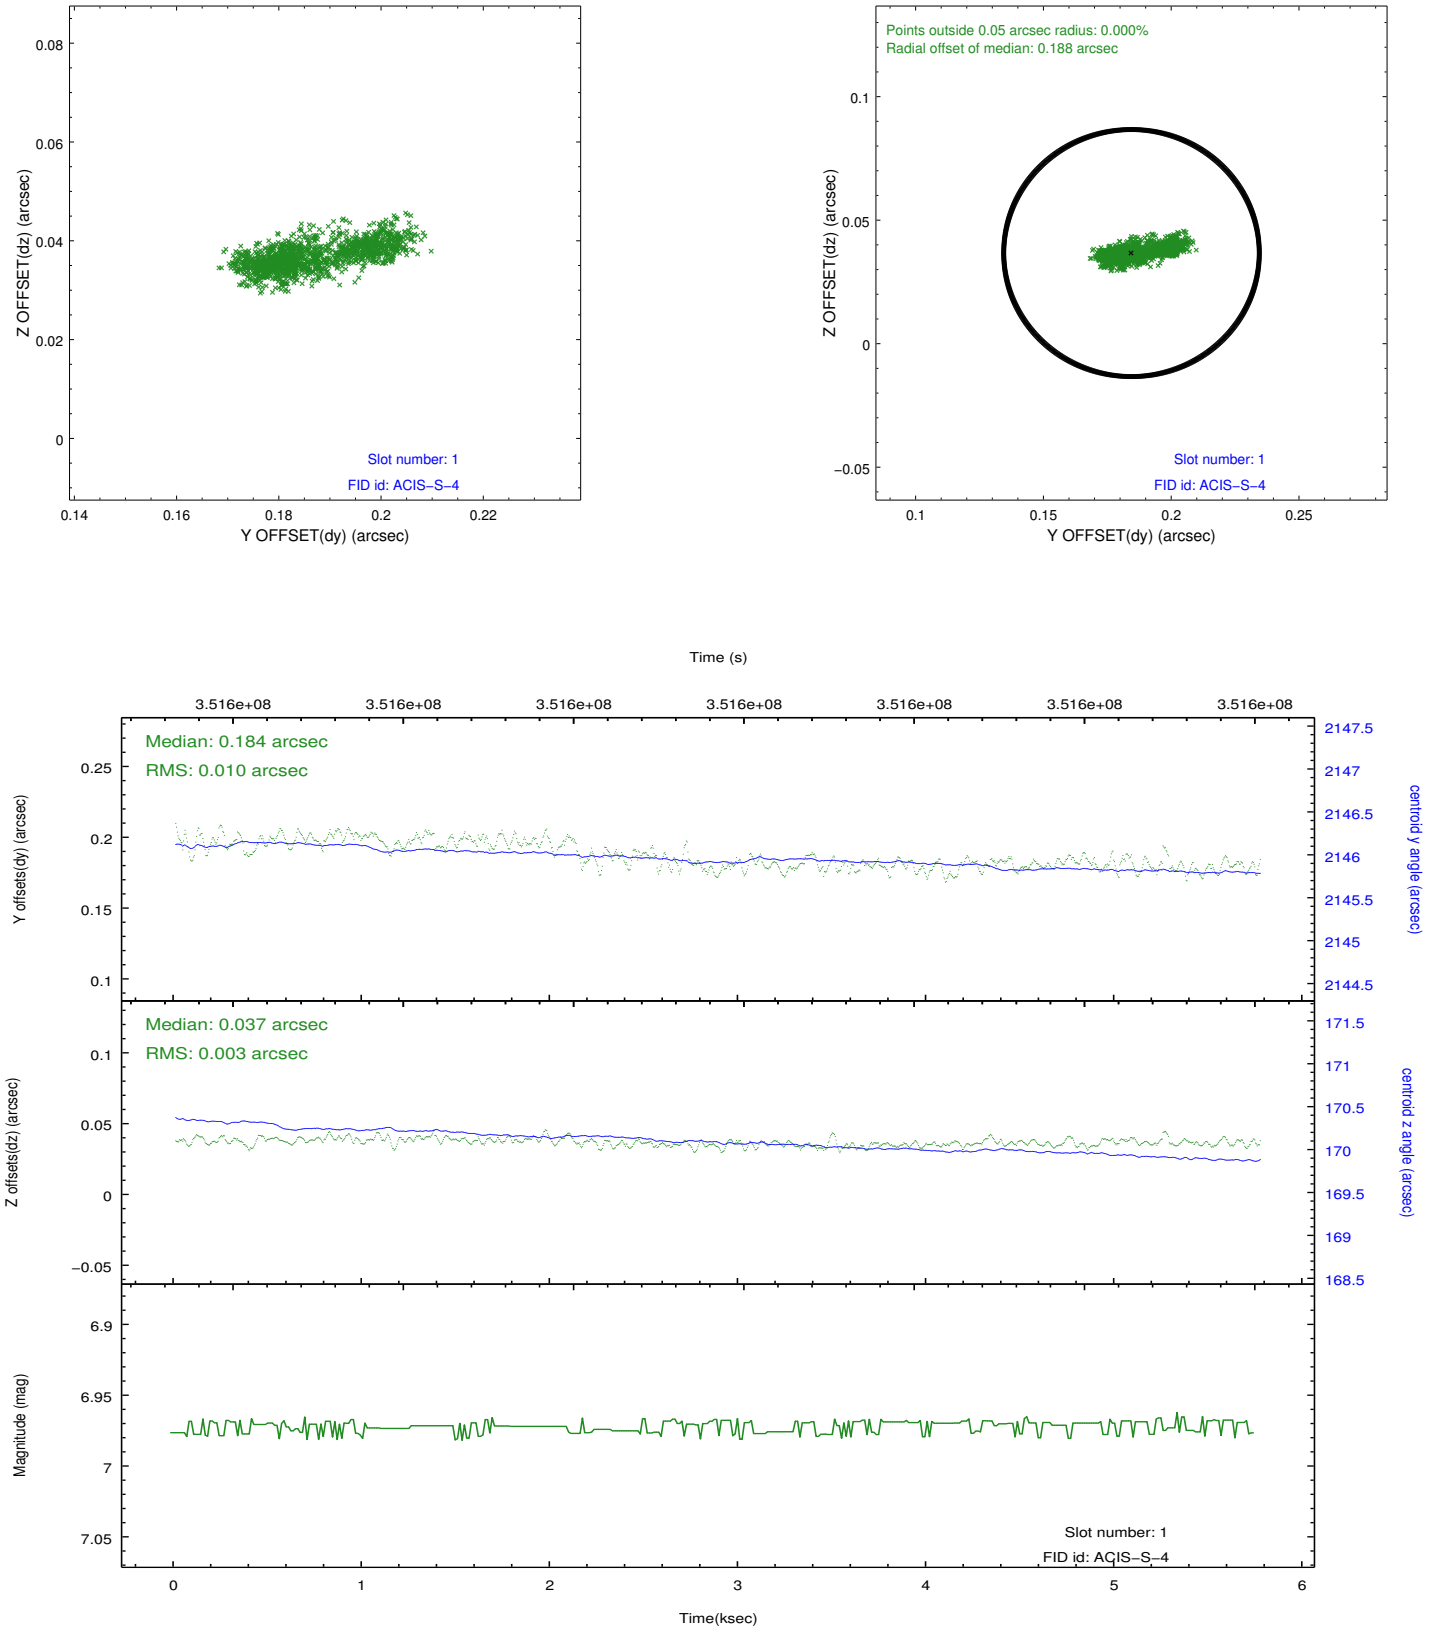 0.08
0.06
0.04
0.02
0
Z OFFSET(dz) (arcsec)
Slot number: 1
FID id: ACIS−S−4
0.14 0.16 0.18 0.2 0.22
Y OFFSET(dy) (arcsec)
Points outside 0.05 arcsec radius: 0.000%
Radial offset of median: 0.188 arcsec
0.1
0.05
0
−0.05
Z OFFSET(dz) (arcsec)
Slot number: 1
FID id: ACIS−S−4
0.1 0.15 0.2 0.25
Y OFFSET(dy) (arcsec)
Time (s)
3.516e+08 3.516e+08 3.516e+08 3.516e+08 3.516e+08 3.516e+08 3.516e+08
Median: 0.184 arcsec
RMS: 0.010 arcsec
0.25
0.2
0.15
0.1
Y offsets(dy) (arcsec)
2147.5
2147
2146.5
2146
2145.5
2145
2144.5
centroid y angle (arcsec)
Median: 0.037 arcsec
RMS: 0.003 arcsec
0.1
0.05
0
−0.05
Z offsets(dz) (arcsec)
171.5
171
170.5
170
169.5
169
168.5
centroid z angle (arcsec)
6.9
6.95
7
7.05
Magnitude (mag)
Slot number: 1
FID id: ACIS−S−4
0 1 2 3 4 5 6
Time(ksec)